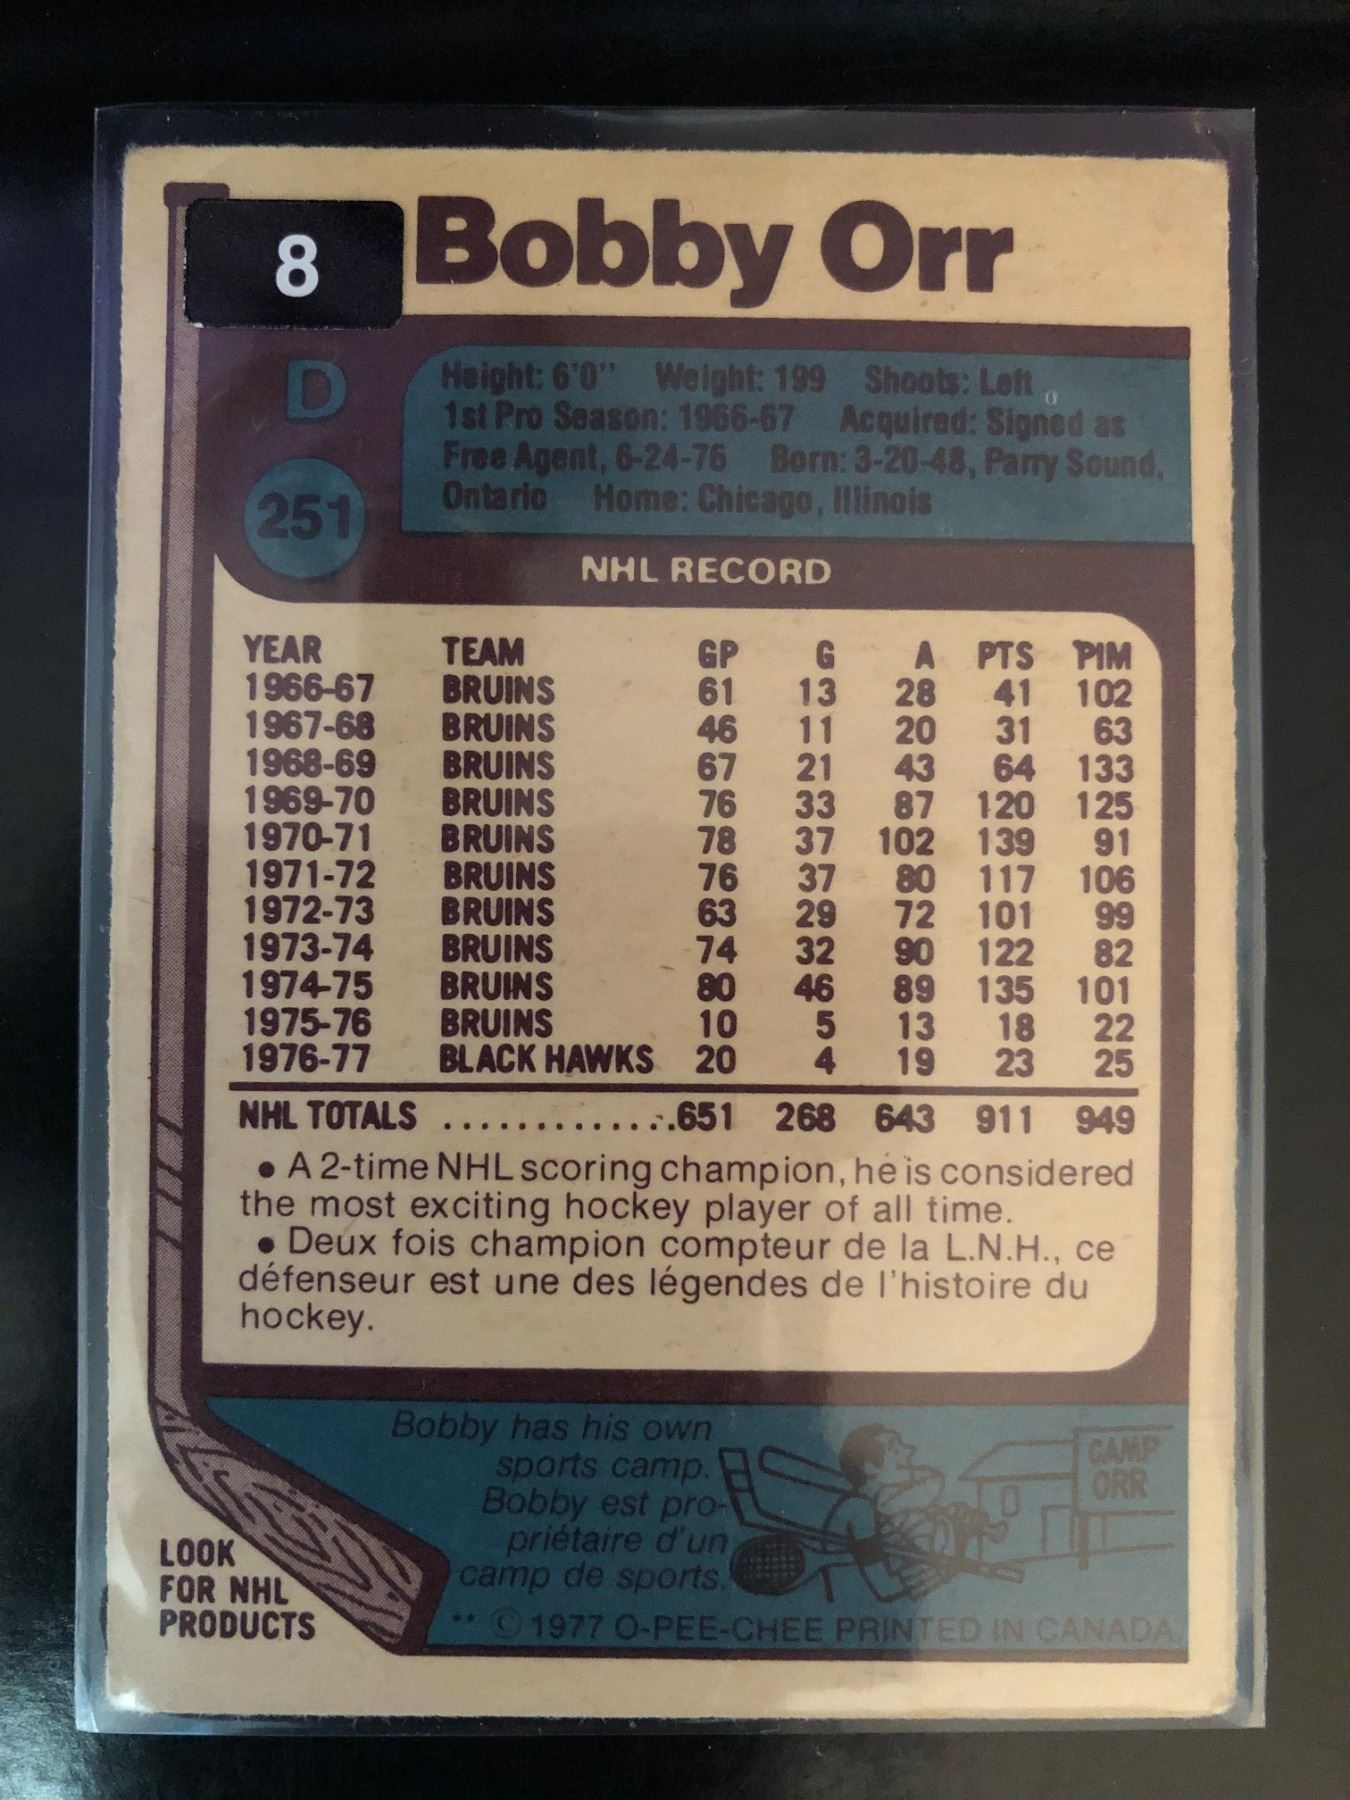 8
Bobby Orr
D
251
Height: 6'0" Weight: 199 Shoots: Left
1st Pro Season: 1966-67 Acquired: Signed as
Free Agent, 6-24-76 Born: 3-20-48, Parry Sound,
Ontario Home: Chicago, Illinois
NHL RECORD
YEAR TEAM GP G A PTS PIM
1966-67 BRUINS 61 13 28 41 102
1967-68 BRUINS 46 11 20 31 63
1968-69 BRUINS 67 21 43 64 133
1969-70 BRUINS 76 33 87 120 125
1970-71 BRUINS 78 37 102 139 91
1971-72 BRUINS 76 37 80 117 106
1972-73 BRUINS 63 29 72 101 99
1973-74 BRUINS 74 32 90 122 82
1974-75 BRUINS 80 46 89 135 101
1975-76 BRUINS 10 5 13 18 22
1976-77 BLACK HAWKS 20 4 19 23 25
NHL TOTALS ..............651 268 643 911 949
• A 2-time NHL scoring champion, he is considered
the most exciting hockey player of all time.
• Deux fois champion compteur de la L.N.H., ce
défenseur est une des légendes de l'histoire du
hockey.
Bobby has his own
sports camp.
Bobby est pro-
priétaire d'un
camp de sports.
CAMP
ORR
LOOK
FOR NHL
PRODUCTS
** © 1977 O-PEE-CHEE PRINTED IN CANADA